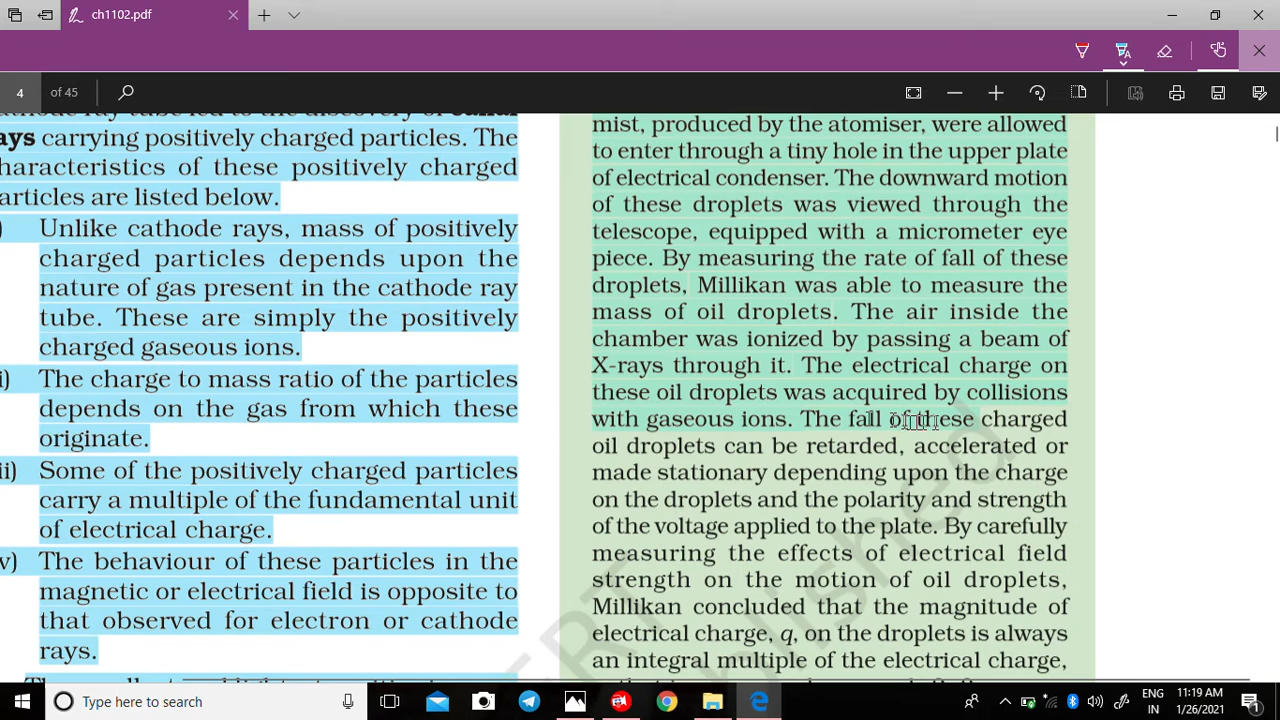 ch1102.pdf
4 of 45
rays carrying positively charged particles. The
characteristics of these positively charged
particles are listed below.
Unlike cathode rays, mass of positively
charged particles depends upon the
nature of gas present in the cathode ray
tube. These are simply the positively
charged gaseous ions.
i) The charge to mass ratio of the particles
depends on the gas from which these
originate.
ii) Some of the positively charged particles
carry a multiple of the fundamental unit
of electrical charge.
v) The behaviour of these particles in the
magnetic or electrical field is opposite to
that observed for electron or cathode
rays.
mist, produced by the atomiser, were allowed
to enter through a tiny hole in the upper plate
of electrical condenser. The downward motion
of these droplets was viewed through the
telescope, equipped with a micrometer eye
piece. By measuring the rate of fall of these
droplets, Millikan was able to measure the
mass of oil droplets. The air inside the
chamber was ionized by passing a beam of
X-rays through it. The electrical charge on
these oil droplets was acquired by collisions
with gaseous ions. The fall of these charged
oil droplets can be retarded, accelerated or
made stationary depending upon the charge
on the droplets and the polarity and strength
of the voltage applied to the plate. By carefully
measuring the effects of electrical field
strength on the motion of oil droplets,
Millikan concluded that the magnitude of
electrical charge, q, on the droplets is always
an integral multiple of the electrical charge,
Type here to search
ENG
IN
11:19 AM
1/26/2021
1